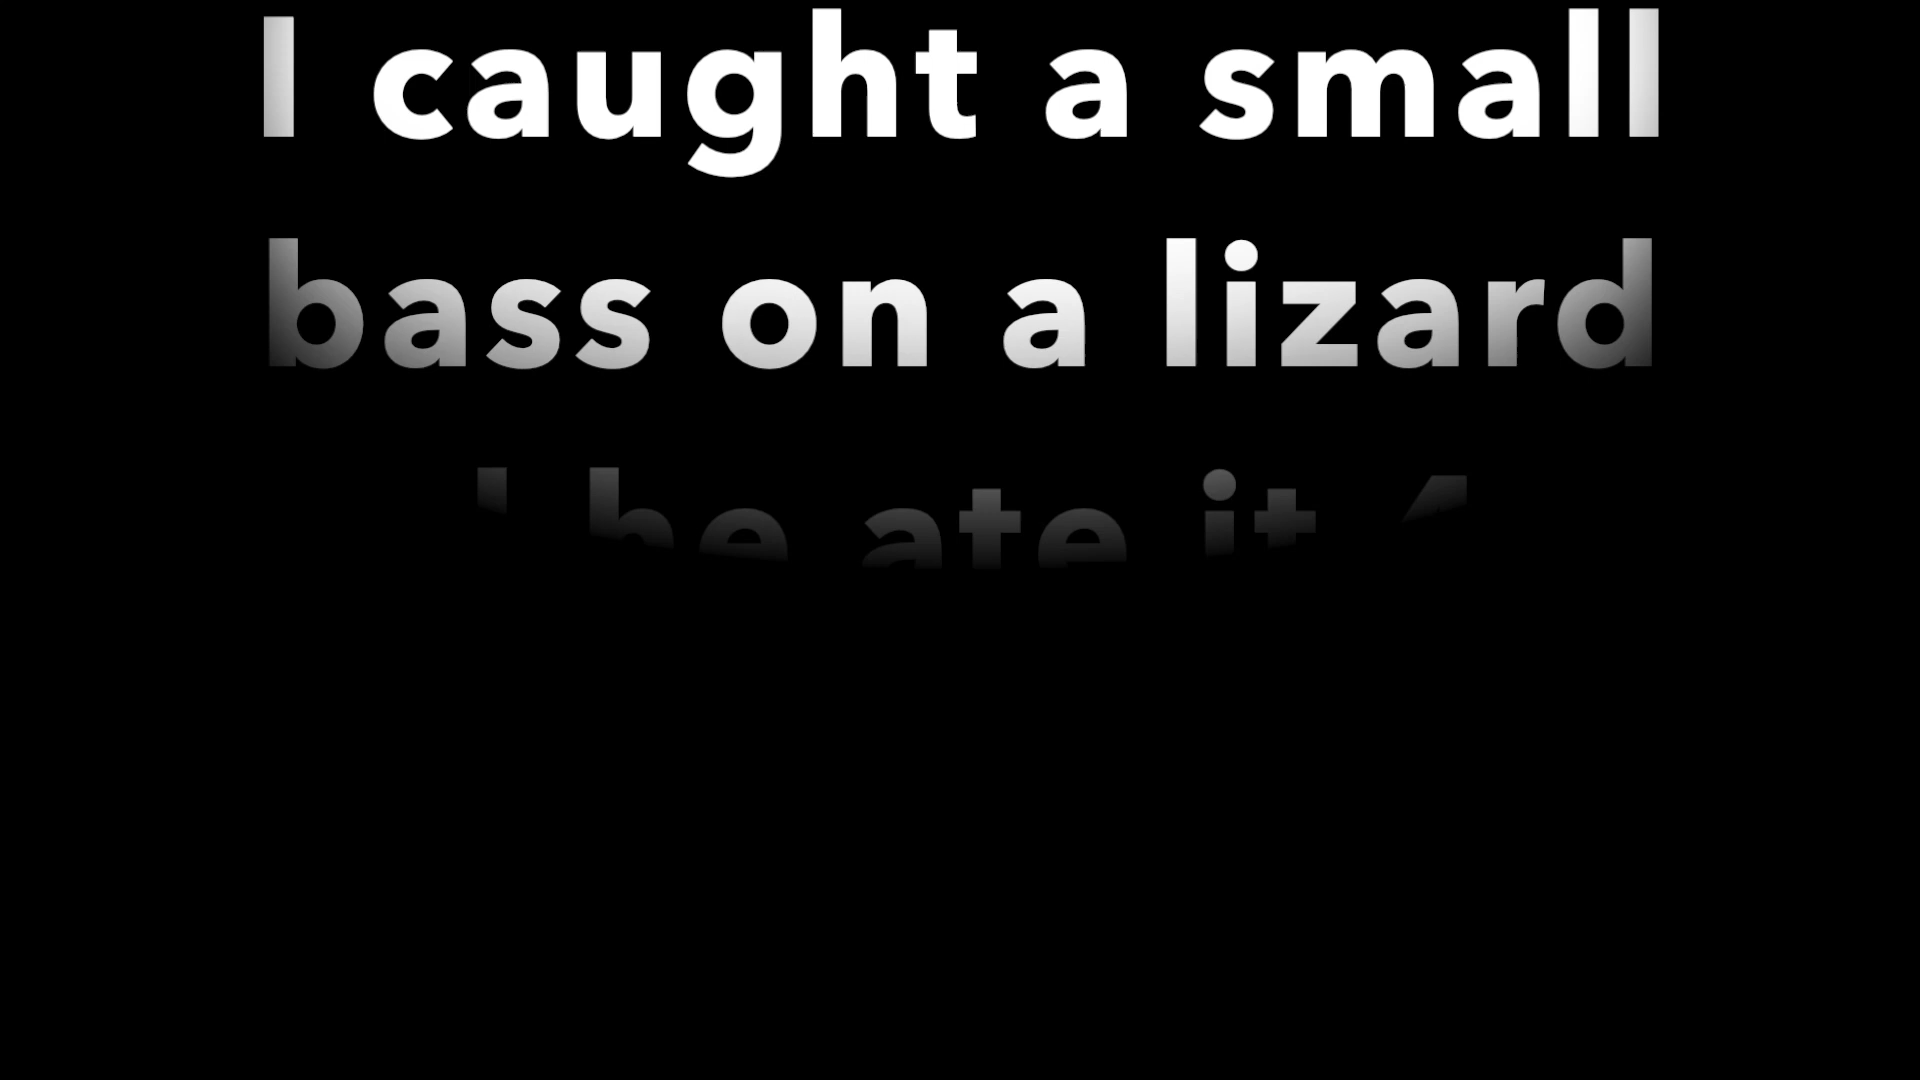 I caught a small
bass on a lizard
he ate it